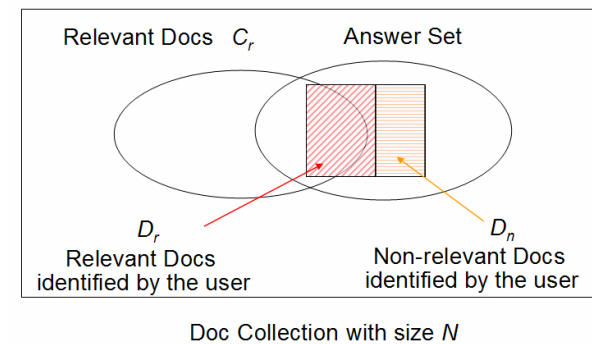 Relevant Docs C_r Answer Set
D_r D_n
Relevant Docs Non-relevant Docs
identified by the user identified by the user
Doc Collection with size N